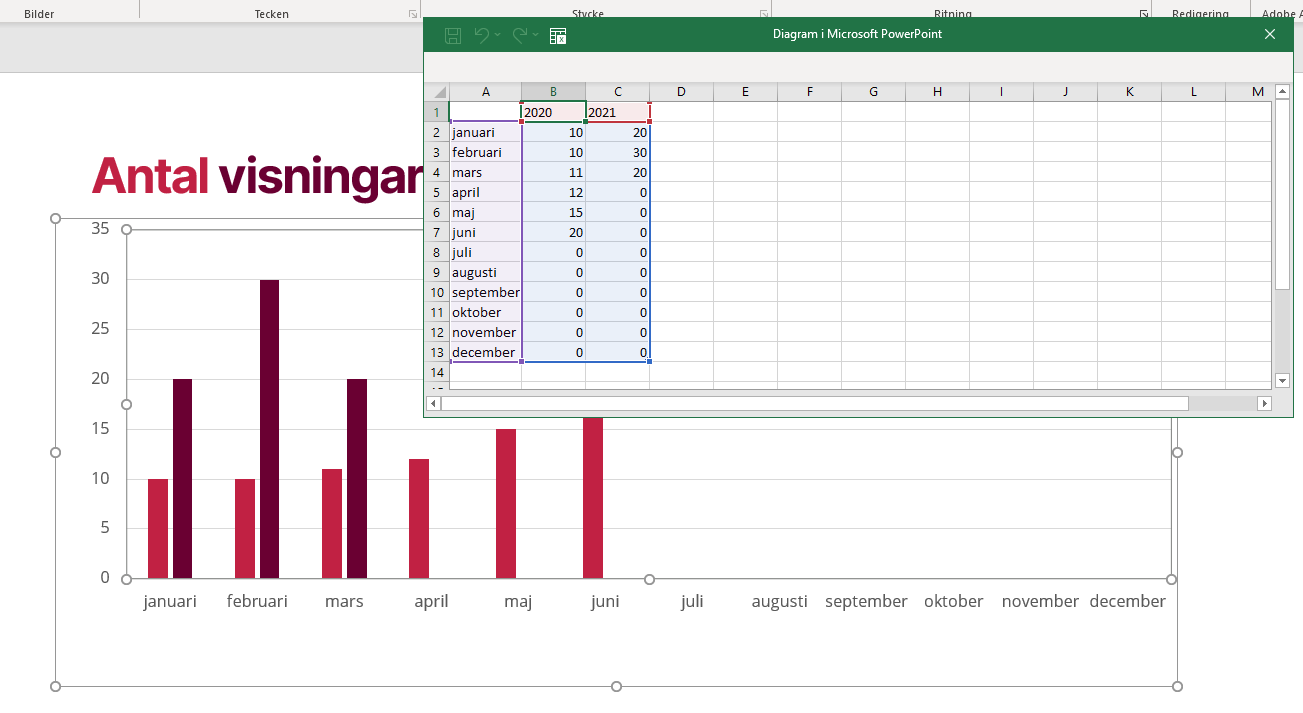 Bilder Tecken Stycke Ritning Redigering Adobe A
Diagram i Microsoft PowerPoint
A B C D E F G H I J K L M
1 2020 2021
2 januari 10 20
3 februari 10 30
4 mars 11 20
5 april 12 0
6 maj 15 0
7 juni 20 0
8 juli 0 0
9 augusti 0 0
10 september 0 0
11 oktober 0 0
12 november 0 0
13 december 0 0
14
Antal visningar
35
30
25
20
15
10
5
0
januari februari mars april maj juni juli augusti september oktober november december